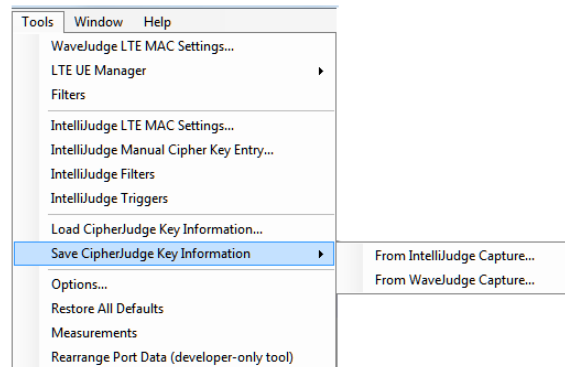 Tools Window Help
WaveJudge LTE MAC Settings...
LTE UE Manager
Filters
IntelliJudge LTE MAC Settings...
IntelliJudge Manual Cipher Key Entry...
IntelliJudge Filters
IntelliJudge Triggers
Load CipherJudge Key Information...
Save CipherJudge Key Information
From IntelliJudge Capture...
From WaveJudge Capture...
Options...
Restore All Defaults
Measurements
Rearrange Port Data (developer-only tool)